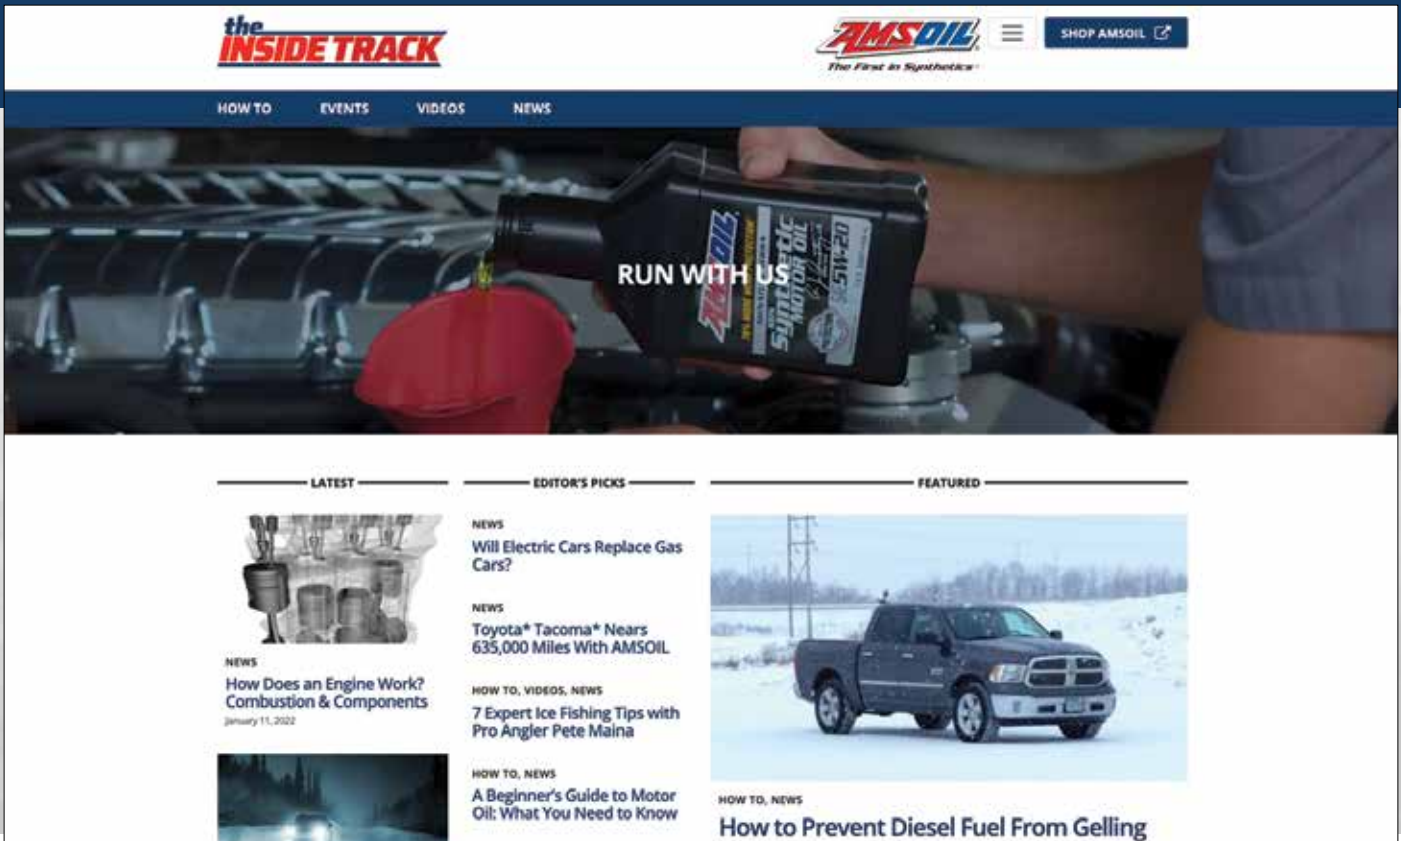 the
INSIDE TRACK
AMSOIL
The First in Synthetics
SHOP AMSOIL
HOW TO
EVENTS
VIDEOS
NEWS
RUN WITH US
AMSOIL
Synthetic
MOTOR OIL
5W-20
LATEST
NEWS
How Does an Engine Work?
Combustion & Components
January 11, 2022
EDITOR'S PICKS
NEWS
Will Electric Cars Replace Gas
Cars?
NEWS
Toyota* Tacoma* Nears
635,000 Miles With AMSOIL
HOW TO, VIDEOS, NEWS
7 Expert Ice Fishing Tips with
Pro Angler Pete Maina
HOW TO, NEWS
A Beginner's Guide to Motor
Oil: What You Need to Know
FEATURED
HOW TO, NEWS
How to Prevent Diesel Fuel From Gelling